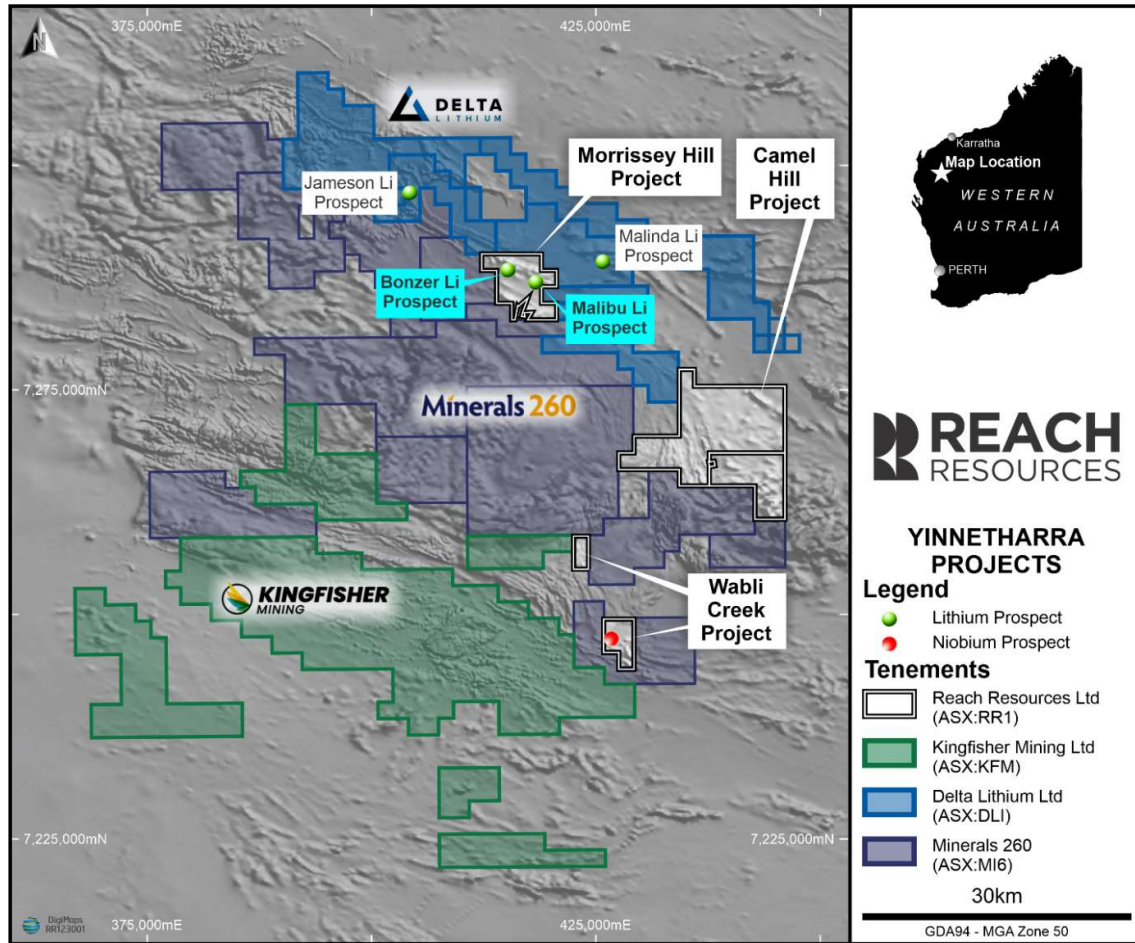 375,000mE
425,000mE
N
DELTA
LITHIUM
Morrissey Hill
Project
Camel
Hill
Project
Jameson Li
Prospect
Malinda Li
Prospect
Bonzer Li
Prospect
Malibu Li
Prospect
7,275,000mN
Minerals 260
KINGFISHER
MINING
Wabli
Creek
Project
7,225,000mN
7,225,000mN
DigiMaps
RR123001
375,000mE
425,000mE
Karratha
Map Location
WESTERN
AUSTRALIA
PERTH
REACH
RESOURCES
YINNETHARRA
PROJECTS
Legend
Lithium Prospect
Niobium Prospect
Tenements
Reach Resources Ltd
(ASX:RR1)
Kingfisher Mining Ltd
(ASX:KFM)
Delta Lithium Ltd
(ASX:DLI)
Minerals 260
(ASX:MI6)
30km
GDA94 - MGA Zone 50